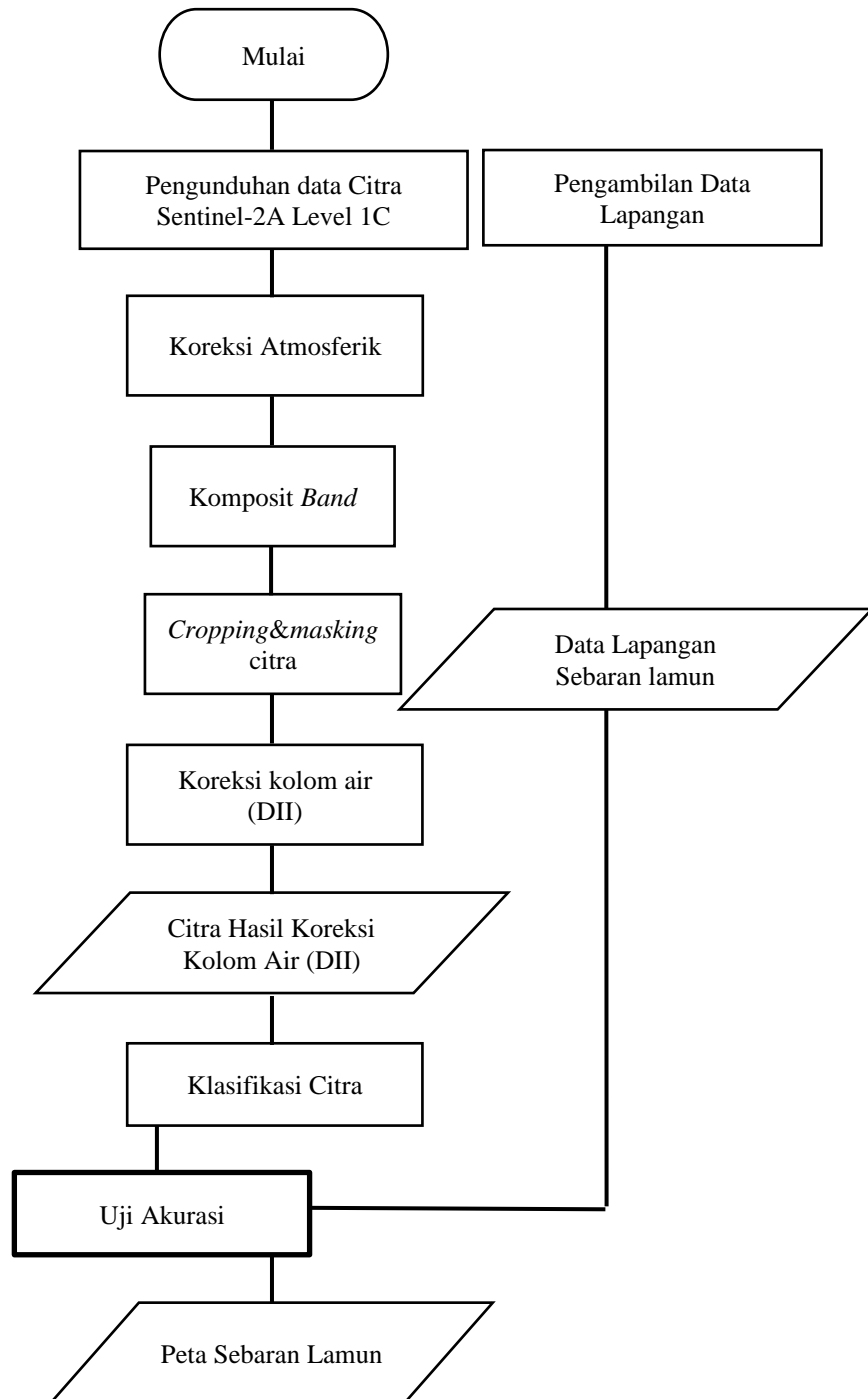 Mulai
Pengunduhan data Citra
Sentinel-2A Level 1C
Pengambilan Data
Lapangan
Koreksi Atmosferik
Komposit Band
Cropping&masking
citra
Data Lapangan
Sebaran lamun
Koreksi kolom air
(DII)
Citra Hasil Koreksi
Kolom Air (DII)
Klasifikasi Citra
Uji Akurasi
Peta Sebaran Lamun